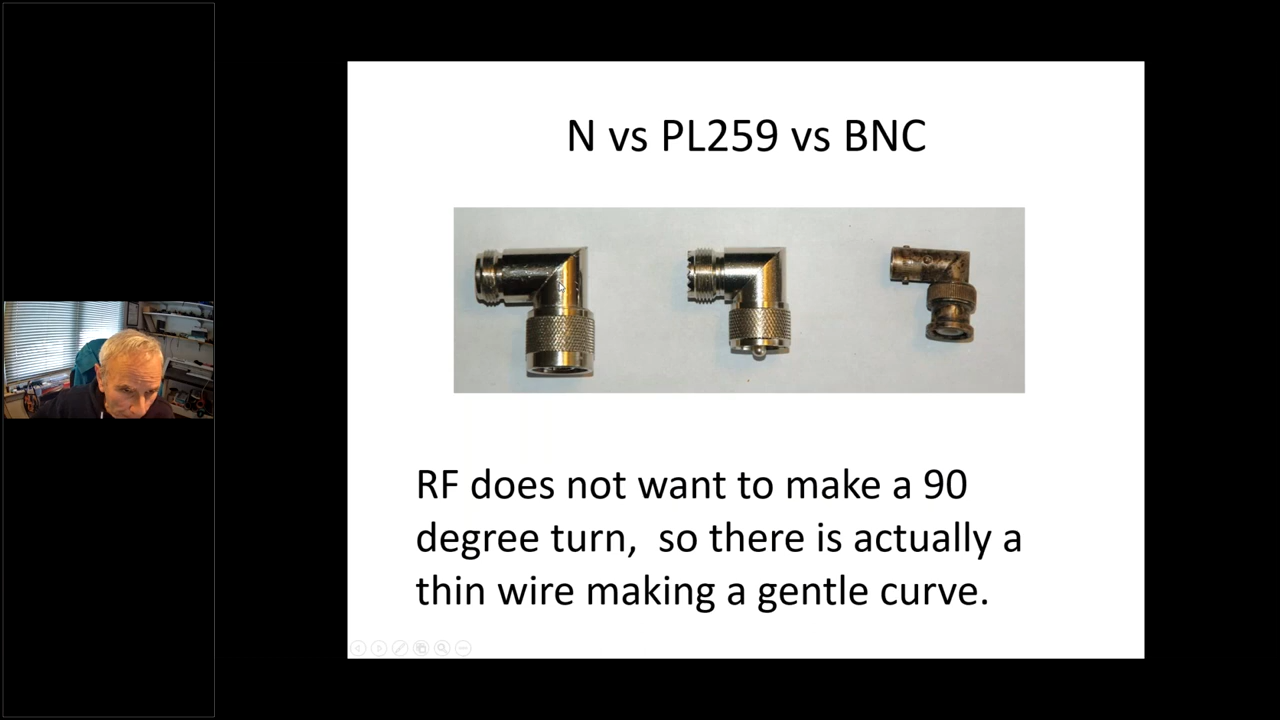 N vs PL259 vs BNC
RF does not want to make a 90
degree turn,  so there is actually a
thin wire making a gentle curve.